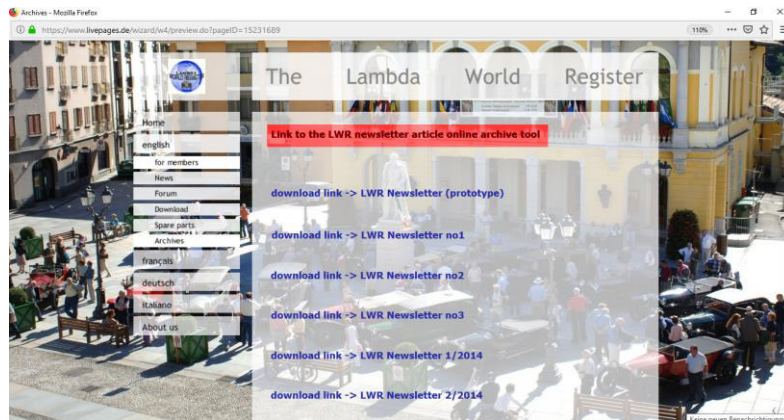 Archives - Mozilla Firefox
https://www.livepages.de/wizard/w4/preview.do?pageID=15231689
110%
The Lambda World Register
Home
english
for members
News
Forum
Download
Spare parts
Archives
français
deutsch
italiano
About us
Link to the LWR newsletter article online archive tool
download link -> LWR Newsletter (prototype)
download link -> LWR Newsletter no1
download link -> LWR Newsletter no2
download link -> LWR Newsletter no3
download link -> LWR Newsletter 1/2014
download link -> LWR Newsletter 2/2014
Keine neuen Benachrichtigungen